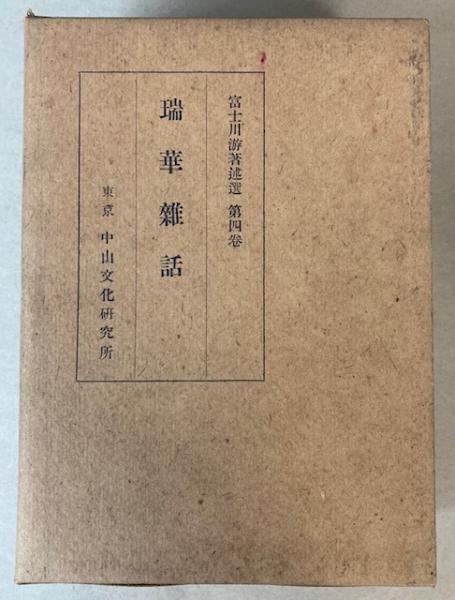 富士川游著述選 第四卷
瑞華雜話
東京 中山文化研究所